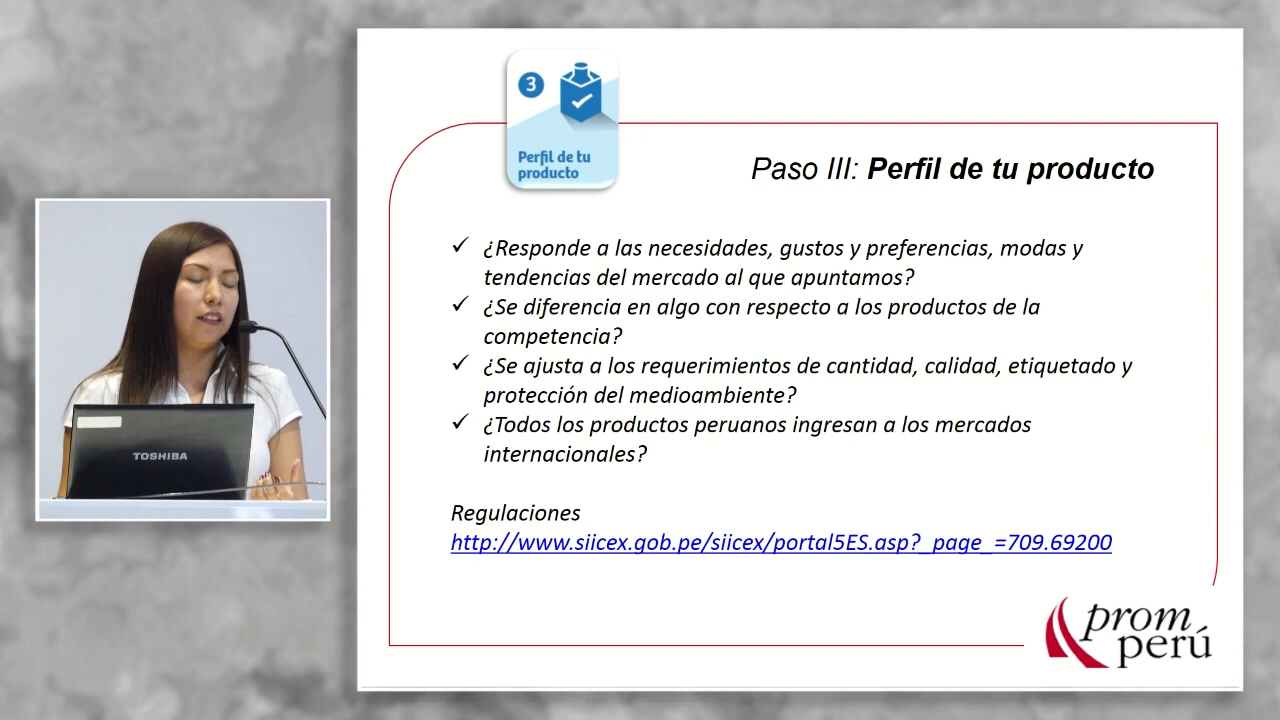 3
Perfil de tu
producto
Paso III: Perfil de tu producto
✓ ¿Responde a las necesidades, gustos y preferencias, modas y
tendencias del mercado al que apuntamos?
✓ ¿Se diferencia en algo con respecto a los productos de la
competencia?
✓ ¿Se ajusta a los requerimientos de cantidad, calidad, etiquetado y
protección del medioambiente?
✓ ¿Todos los productos peruanos ingresan a los mercados
internacionales?
Regulaciones
http://www.siicex.gob.pe/siicex/portal5ES.asp?_page_=709.69200
TOSHIBA
prom
perú